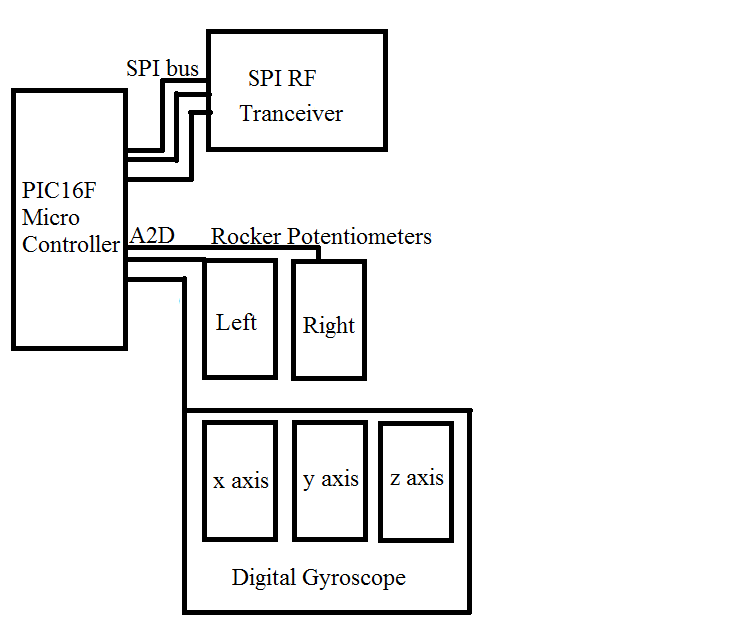 SPI bus
SPI RF
Tranceiver
PIC16F
Micro
Controller
A2D
Rocker Potentiometers
Left
Right
x axis
y axis
z axis
Digital Gyroscope